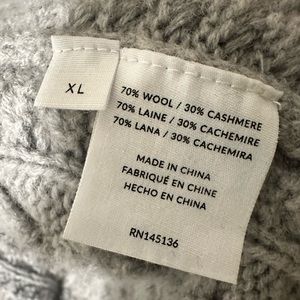 XL
70% WOOL / 30% CASHMERE
70% LAINE / 30% CACHEMIRE
70% LANA / 30% CACHEMIRA
MADE IN CHINA
FABRIQUÉ EN CHINE
HECHO EN CHINA
RN145136